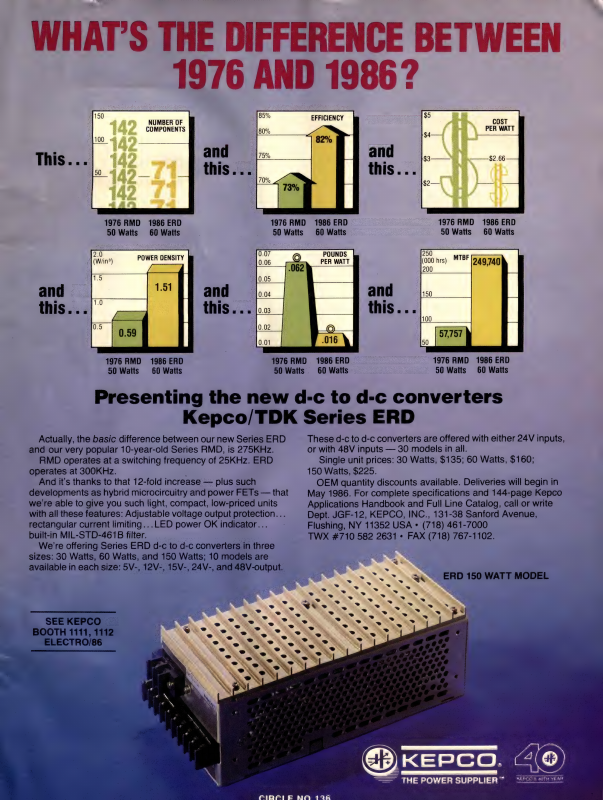 WHAT'S THE DIFFERENCE BETWEEN
1976 AND 1986?
This...
150
100
50
NUMBER OF
COMPONENTS
142
142
142
142
142
71
71
71
1976 RMD
50 Watts
1986 ERD
60 Watts
and
this...
85%
80%
75%
70%
EFFICIENCY
73%
82%
1976 RMD
50 Watts
1986 ERD
60 Watts
and
this...
$5
$4
$3
$2
COST
PER WATT
$
$2.66
$
1976 RMD
50 Watts
1986 ERD
60 Watts
and
this...
2.0
(W/in³)
1.5
1.0
0.5
POWER DENSITY
0.59
1.51
1976 RMD
50 Watts
1986 ERD
60 Watts
and
this...
0.07
0.06
0.05
0.04
0.03
0.02
0.01
POUNDS
PER WATT
.062
.016
1976 RMD
50 Watts
1986 ERD
60 Watts
and
this...
250
(000 hrs)
200
150
100
50
MTBF
57,757
249,740
1976 RMD
50 Watts
1986 ERD
60 Watts
Presenting the new d-c to d-c converters
Kepco/TDK Series ERD
Actually, the basic difference between our new Series ERD
and our very popular 10-year-old Series RMD, is 275KHz.
RMD operates at a switching frequency of 25KHz. ERD
operates at 300KHz.
And it's thanks to that 12-fold increase — plus such
developments as hybrid microcircuitry and power FETs — that
we're able to give you such light, compact, low-priced units
with all these features: Adjustable voltage output protection...
rectangular current limiting...LED power OK indicator...
built-in MIL-STD-461B filter.
We're offering Series ERD d-c to d-c converters in three
sizes: 30 Watts, 60 Watts, and 150 Watts; 10 models are
available in each size: 5V-, 12V-, 15V-, 24V-, and 48V-output.
These d-c to d-c converters are offered with either 24V inputs,
or with 48V inputs — 30 models in all.
Single unit prices: 30 Watts, $135; 60 Watts, $160;
150 Watts, $225.
OEM quantity discounts available. Deliveries will begin in
May 1986. For complete specifications and 144-page Kepco
Applications Handbook and Full Line Catalog, call or write
Dept. JGF-12, KEPCO, INC., 131-38 Sanford Avenue,
Flushing, NY 11352 USA • (718) 461-7000
TWX #710 582 2631 • FAX (718) 767-1102.
ERD 150 WATT MODEL
SEE KEPCO
BOOTH 1111, 1112
ELECTRO/86
KEPCO®
THE POWER SUPPLIER™
40
KEPCO'S 40TH YEAR
CIRCLE NO 136